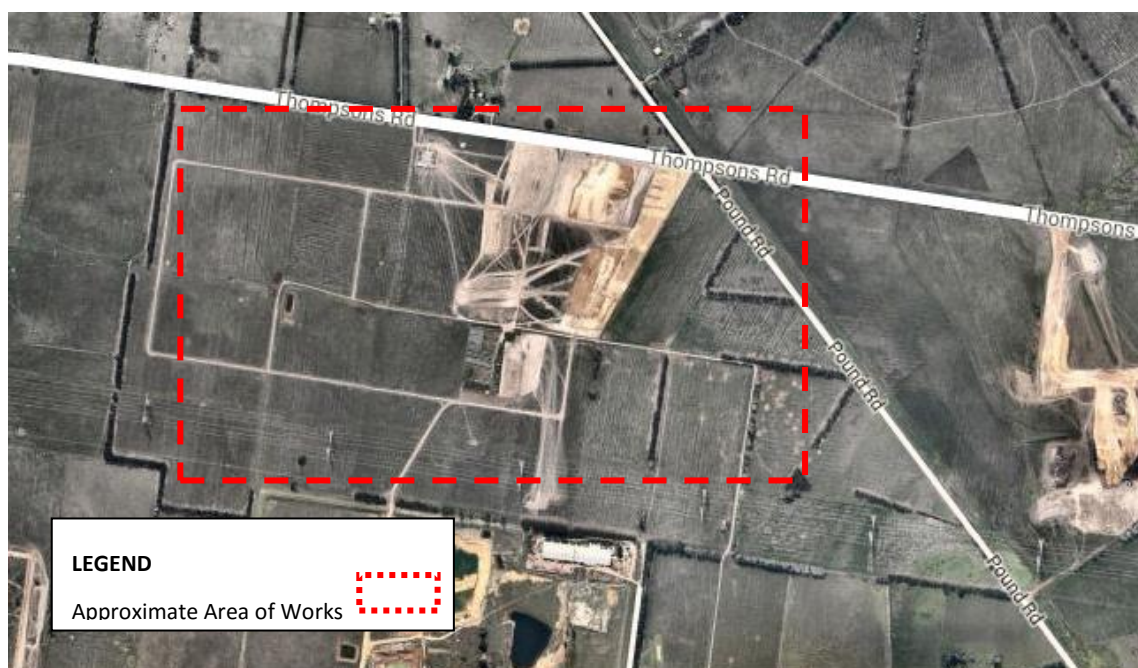 Thompsons Rd
Thompsons Rd
Thompsons
Pound Rd
Pound Rd
Pound Rd
LEGEND
Approximate Area of Works